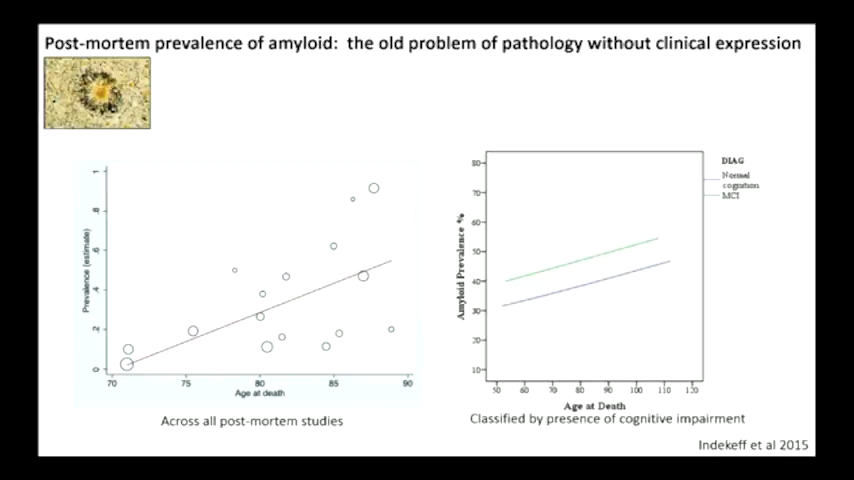 Post-mortem prevalence of amyloid: the old problem of pathology without clinical expression
Prevalence (estimate)
1
.8
.6
.4
.2
0
70 75 80 85 90
Age at death
Across all post-mortem studies
Amyloid Prevalence %
80
70
60
50
40
30
20
10
50 60 70 80 90 100 110 120
Age at Death
DIAG
Normal
cognition
MCI
Classified by presence of cognitive impairment
Indekeff et al 2015